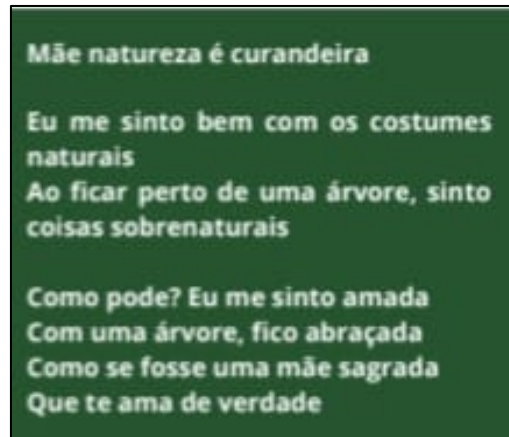 Mãe natureza é curandeira
Eu me sinto bem com os costumes
naturais
Ao ficar perto de uma árvore, sinto
coisas sobrenaturais
Como pode? Eu me sinto amada
Com uma árvore, fico abraçada
Como se fosse uma mãe sagrada
Que te ama de verdade